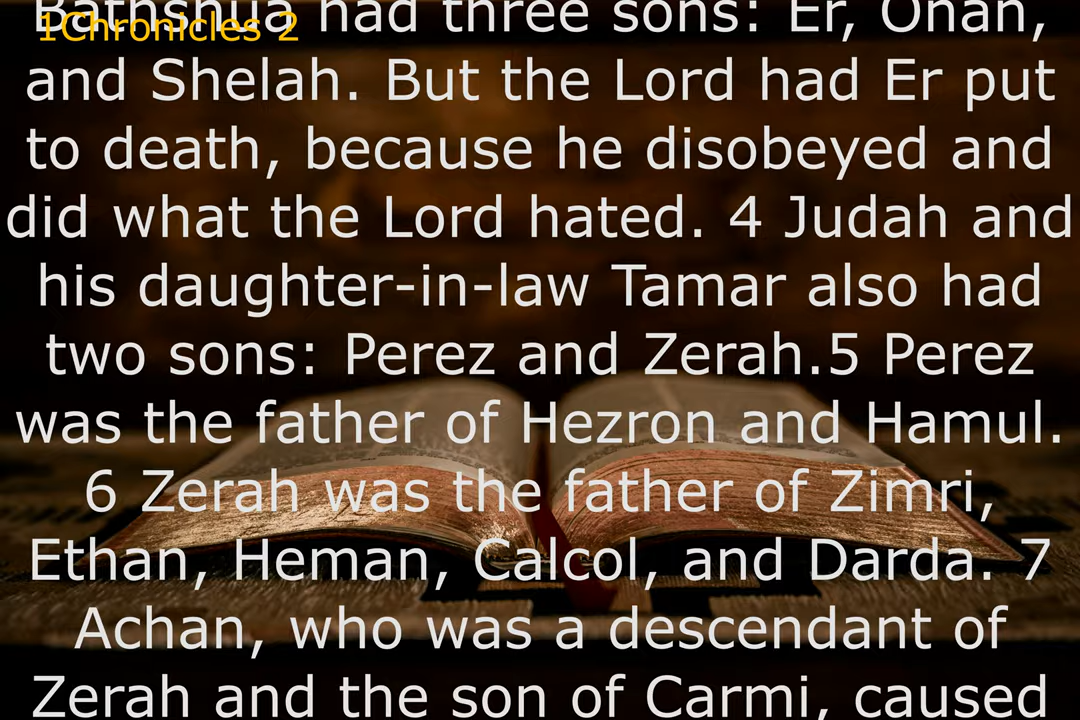 Bathshua had three sons: Er, Onan,
1Chronicles 2
and Shelah. But the Lord had Er put
to death, because he disobeyed and
did what the Lord hated. 4 Judah and
his daughter-in-law Tamar also had
two sons: Perez and Zerah.5 Perez
was the father of Hezron and Hamul.
6 Zerah was the father of Zimri,
Ethan, Heman, Calcol, and Darda. 7
Achan, who was a descendant of
Zerah and the son of Carmi, caused